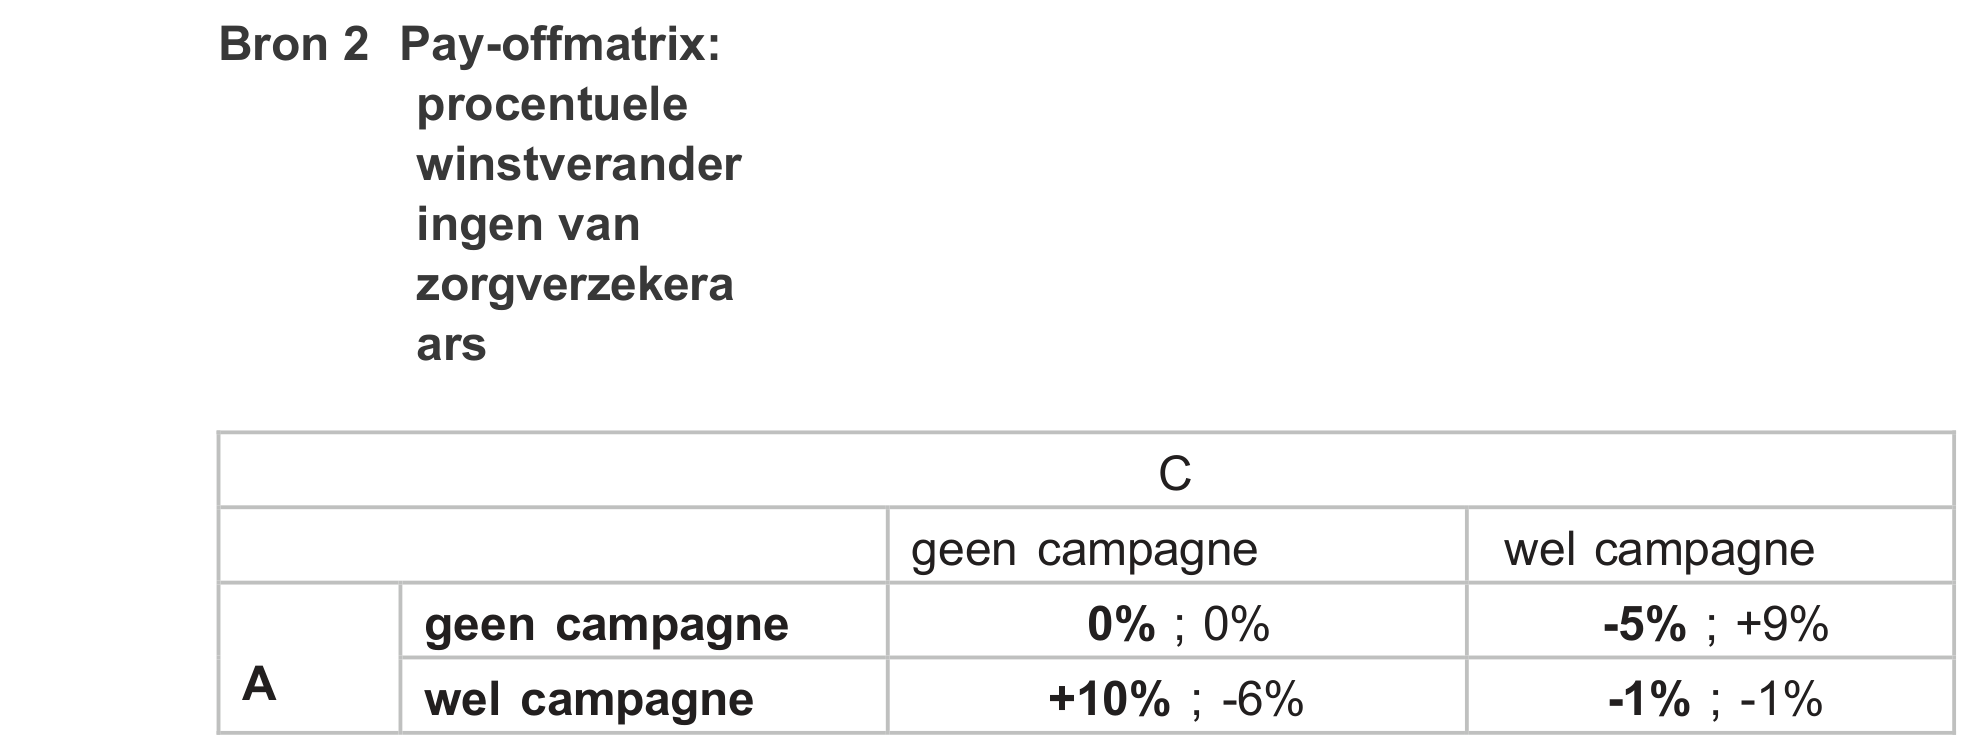 Bron 2 Pay-offmatrix:
procentuele
winstverander
ingen van
zorgverzekera
ars
C
geen campagne wel campagne
geen campagne 0% ; 0% -5% ; +9%
A
wel campagne +10% ; -6% -1% ; -1%